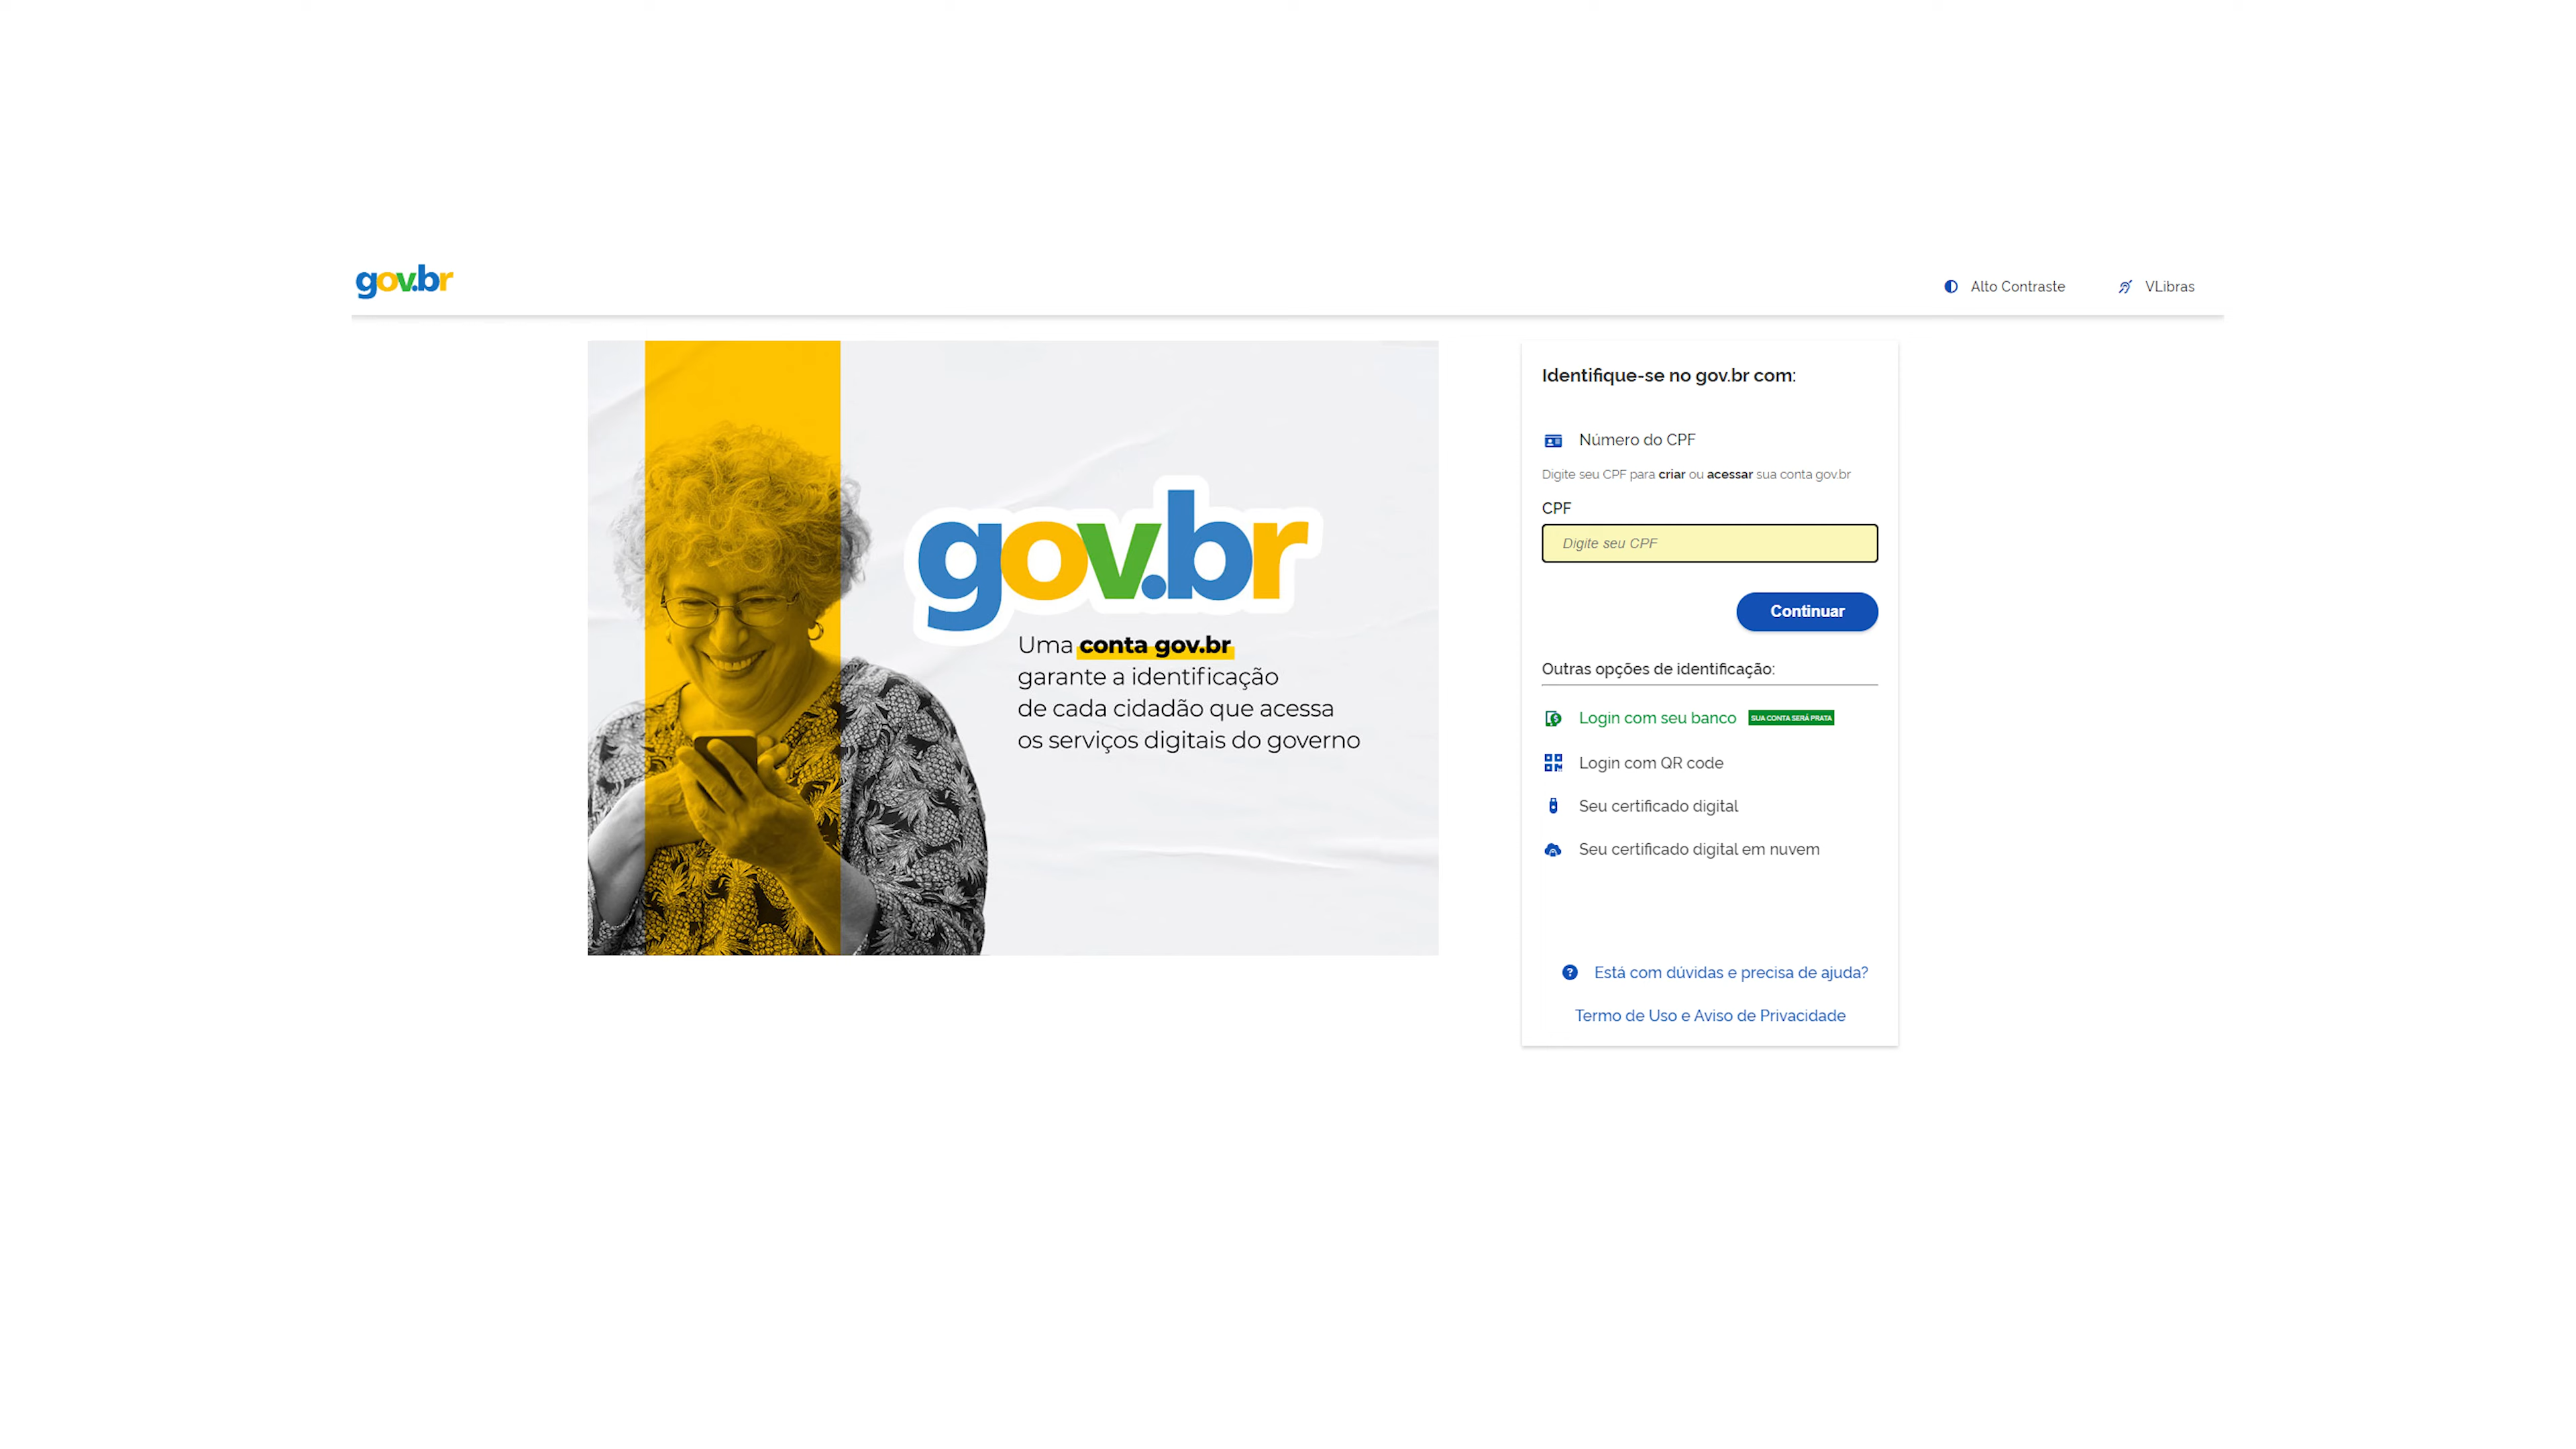 gov.br
Alto Contraste
VLibras
gov.br
Uma conta gov.br
garante a identificação
de cada cidadão que acessa
os serviços digitais do governo
Identifique-se no gov.br com:
Número do CPF
Digite seu CPF para criar ou acessar sua conta gov.br
CPF
Digite seu CPF
Continuar
Outras opções de identificação:
Login com seu banco SUA CONTA SERÁ PRATA
Login com QR code
Seu certificado digital
Seu certificado digital em nuvem
Está com dúvidas e precisa de ajuda?
Termo de Uso e Aviso de Privacidade